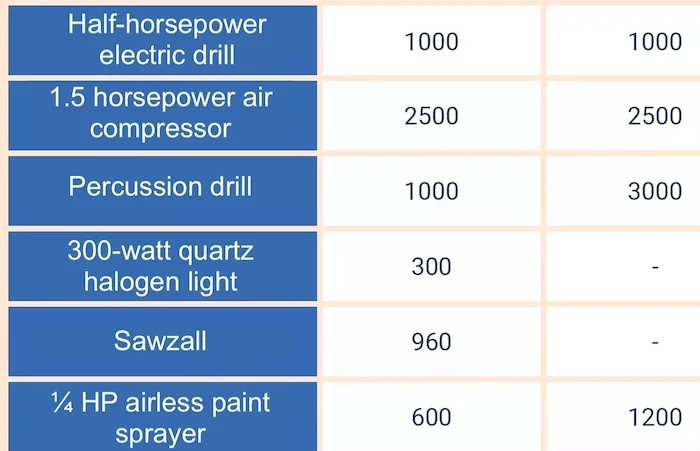 Half-horsepower
electric drill
1000
1000
1.5 horsepower air
compressor
2500
2500
Percussion drill
1000
3000
300-watt quartz
halogen light
300
-
Sawzall
960
-
¼ HP airless paint
sprayer
600
1200